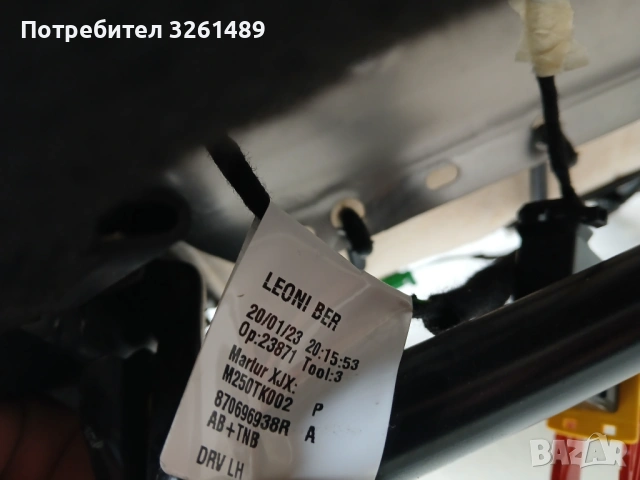 Потребител 3261489
LEONI BER
20/01/23 20:15:53
Op:23871 Tool:3
Martur XJX:
M250TK002 P
870696938R A
AB+TNB
DRV LH
BAZAR